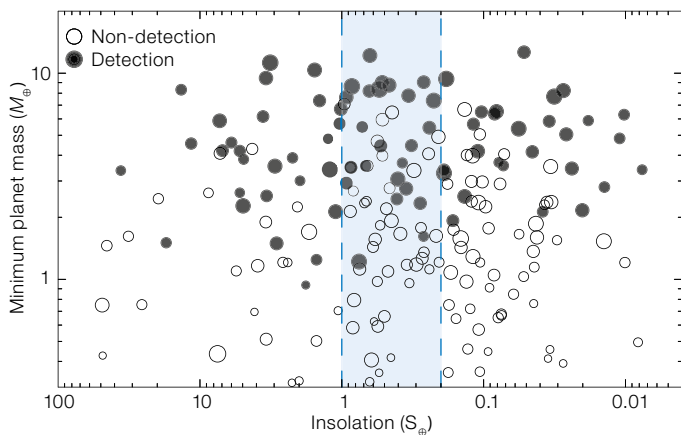 Non-detection
Detection
Minimum planet mass (M⊕)
10
1
100
10
1
0.1
0.01
Insolation (S⊕)